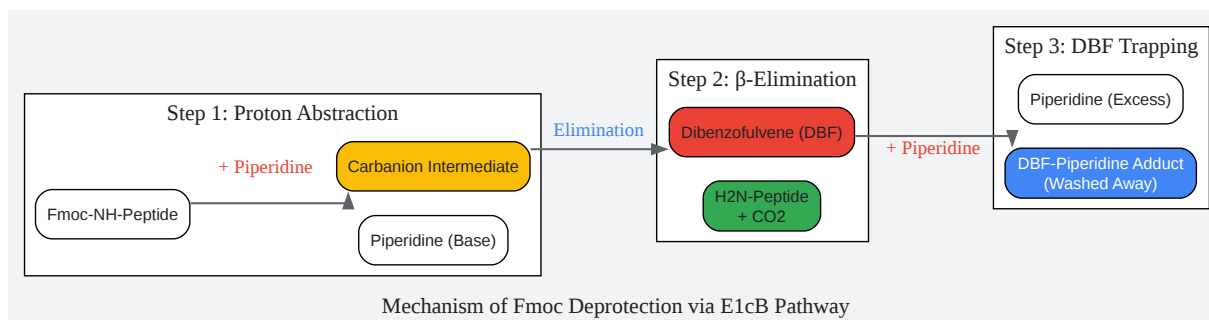 Step 1: Proton Abstraction
Fmoc-NH-Peptide
+ Piperidine
Carbanion Intermediate
Piperidine (Base)
Elimination
Step 2: β-Elimination
Dibenzofulvene (DBF)
H2N-Peptide
+ CO2
+ Piperidine
Step 3: DBF Trapping
Piperidine (Excess)
DBF-Piperidine Adduct
(Washed Away)
Mechanism of Fmoc Deprotection via E1cB Pathway